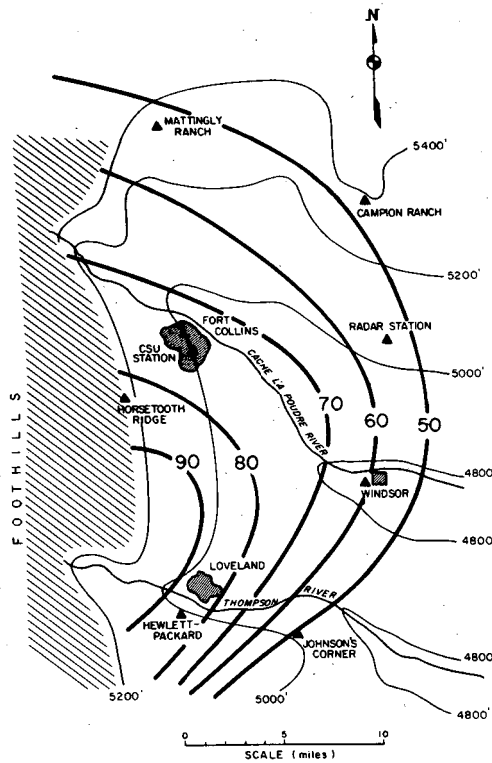 N
MATTINGLY
RANCH
5400'
CAMPION RANCH
5200'
FORT
COLLINS
RADAR STATION
CSU
STATION
5000'
CACHE LA POUDRE RIVER
HORSETOOTH
RIDGE
70
60
50
90
80
4800'
WINDSOR
FOOTHILLS
4800'
LOVELAND
THOMPSON RIVER
HEWLETT-
PACKARD
JOHNSON'S
CORNER
4800'
5200'
5000'
4800'
0 5 10
SCALE (miles)